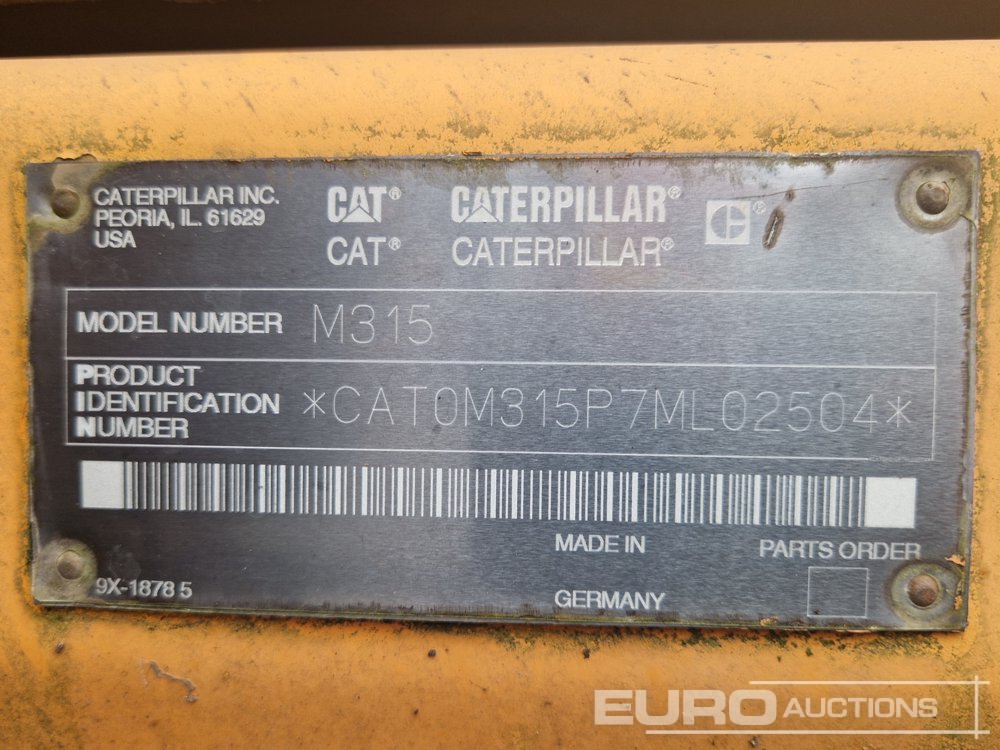 CATERPILLAR INC.
PEORIA, IL. 61629
USA
CAT® CATERPILLAR® ®
CAT® CATERPILLAR®
MODEL NUMBER M315
PRODUCT
IDENTIFICATION
NUMBER
*CAT0M315P7ML02504*
MADE IN
GERMANY
PARTS ORDER
9X-1878 5
EURO AUCTIONS